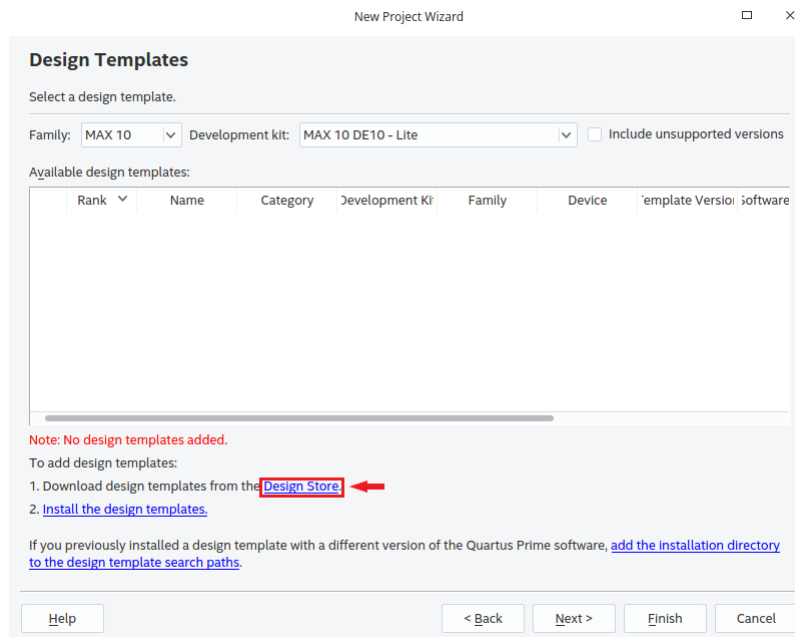 New Project Wizard
Design Templates
Select a design template.
Family: MAX 10 Development kit: MAX 10 DE10 - Lite Include unsupported versions
Available design templates:
Rank Name Category Development Ki Family Device Template Version Software
Note: No design templates added.
To add design templates:
1. Download design templates from the Design Store.
2. Install the design templates.
If you previously installed a design template with a different version of the Quartus Prime software, add the installation directory
to the design template search paths.
Help < Back Next > Finish Cancel